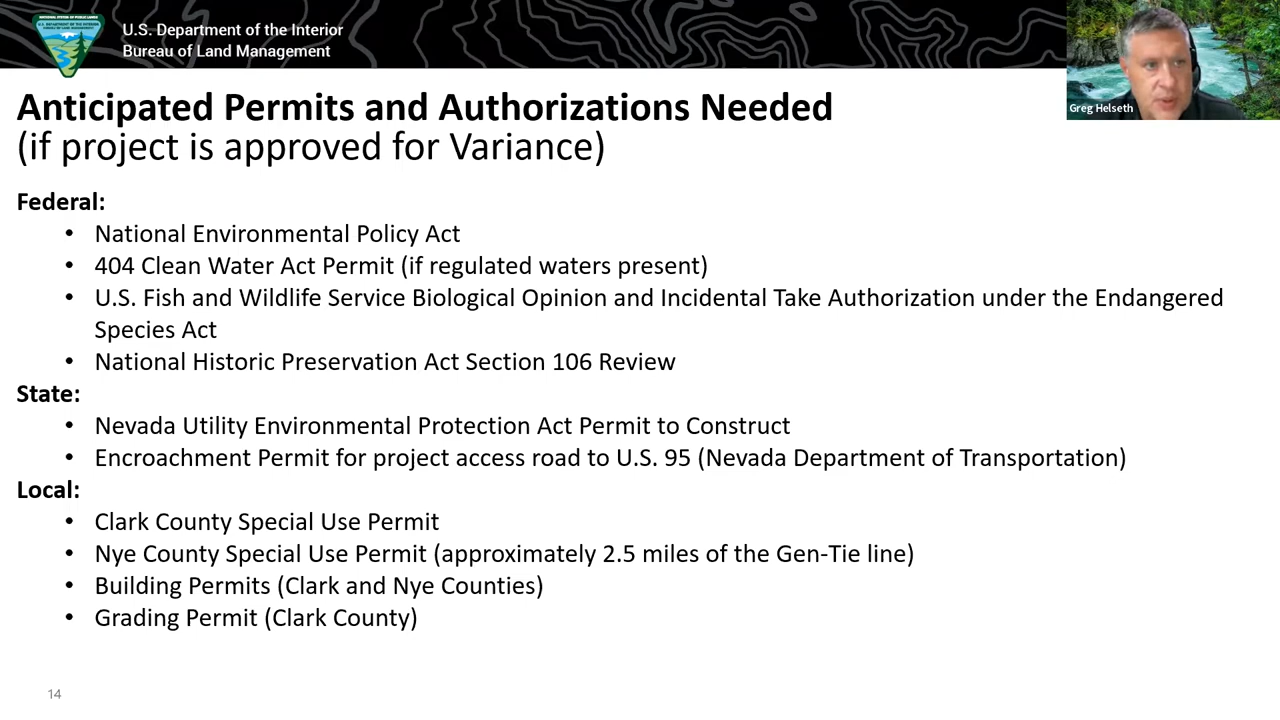 U.S. Department of the Interior
Bureau of Land Management
Greg Helseth
Anticipated Permits and Authorizations Needed
(if project is approved for Variance)
Federal:
• National Environmental Policy Act
• 404 Clean Water Act Permit (if regulated waters present)
• U.S. Fish and Wildlife Service Biological Opinion and Incidental Take Authorization under the Endangered
Species Act
• National Historic Preservation Act Section 106 Review
State:
• Nevada Utility Environmental Protection Act Permit to Construct
• Encroachment Permit for project access road to U.S. 95 (Nevada Department of Transportation)
Local:
• Clark County Special Use Permit
• Nye County Special Use Permit (approximately 2.5 miles of the Gen-Tie line)
• Building Permits (Clark and Nye Counties)
• Grading Permit (Clark County)
14